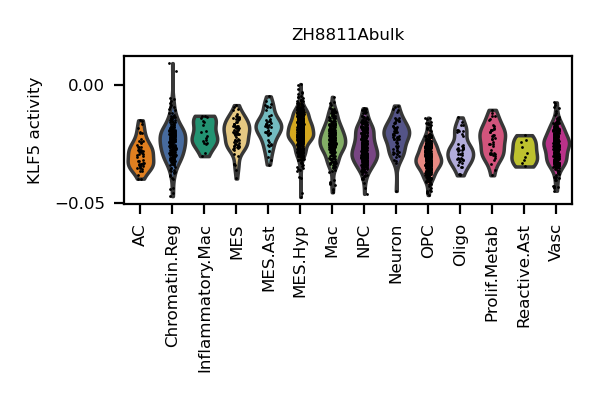 ZH8811Abulk
KLF5 activity
0.00
−0.05
AC
Chromatin.Reg
Inflammatory.Mac
MES
MES.Ast
MES.Hyp
Mac
NPC
Neuron
OPC
Oligo
Prolif.Metab
Reactive.Ast
Vasc